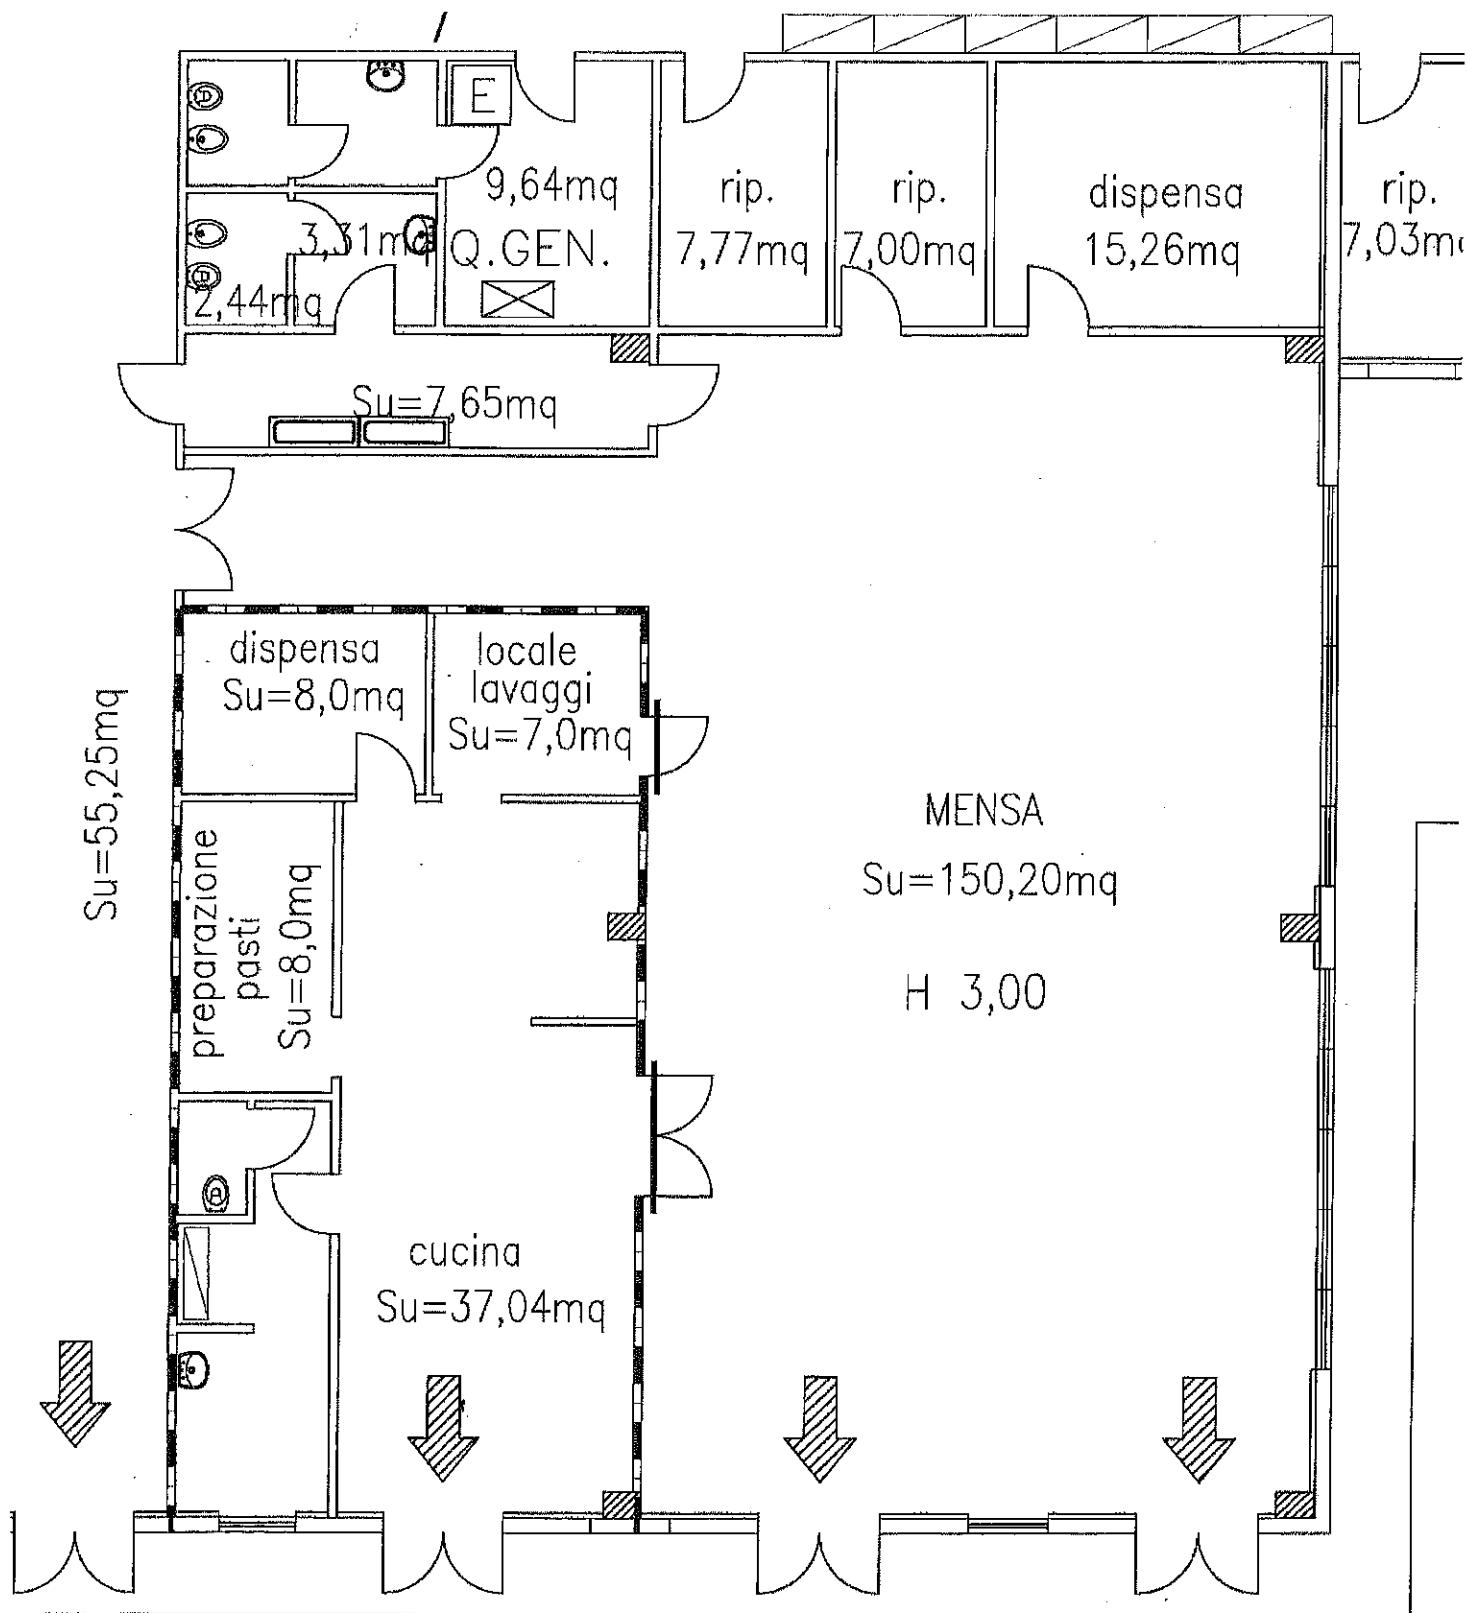 E
9,64mq
Q.GEN.
3,31mq
2,44mq
rip.
7,77mq
rip.
7,00mq
dispensa
15,26mq
rip.
7,03m
Su=7,65mq
dispensa
Su=8,0mq
locale
lavaggi
Su=7,0mq
Su=55,25mq
preparazione
pasti
Su=8,0mq
MENSA
Su=150,20mq
H 3,00
cucina
Su=37,04mq